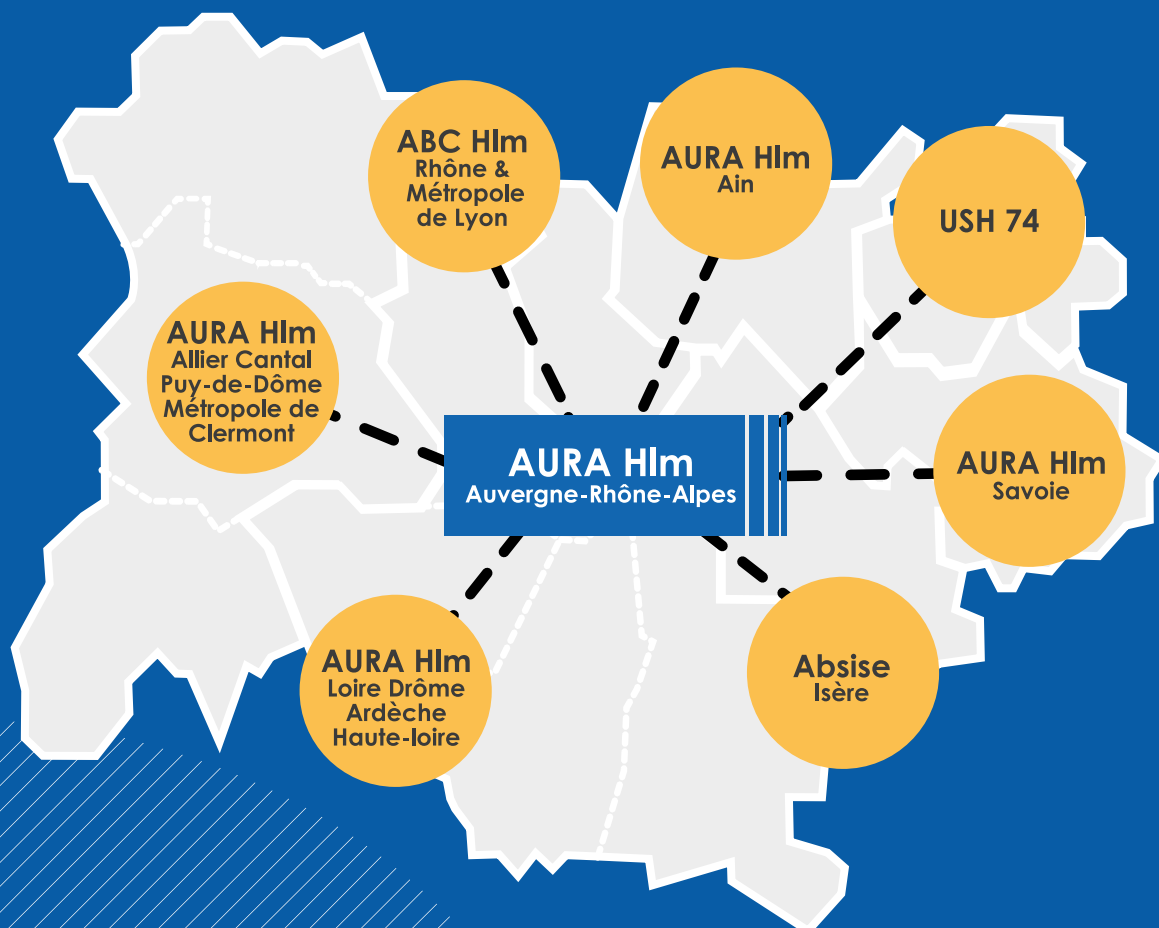 ABC Hlm
Rhône &
Métropole
de Lyon
AURA Hlm
Ain
USH 74
AURA Hlm
Allier Cantal
Puy-de-Dôme
Métropole de
Clermont
AURA Hlm
Auvergne-Rhône-Alpes
AURA Hlm
Savoie
AURA Hlm
Loire Drôme
Ardèche
Haute-loire
Absise
Isère